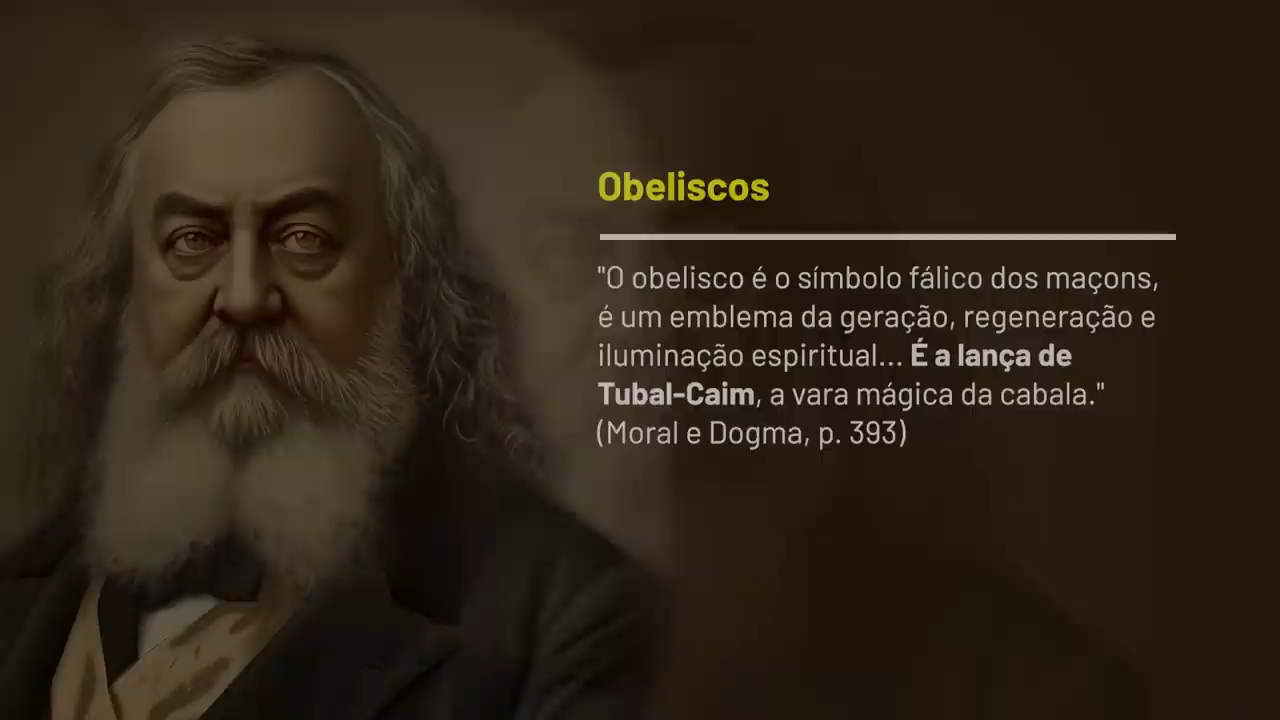 Obeliscos
"O obelisco é o símbolo fálico dos maçons,
é um emblema da geração, regeneração e
iluminação espiritual... É a lança de
Tubal-Caim, a vara mágica da cabala."
(Moral e Dogma, p. 393)